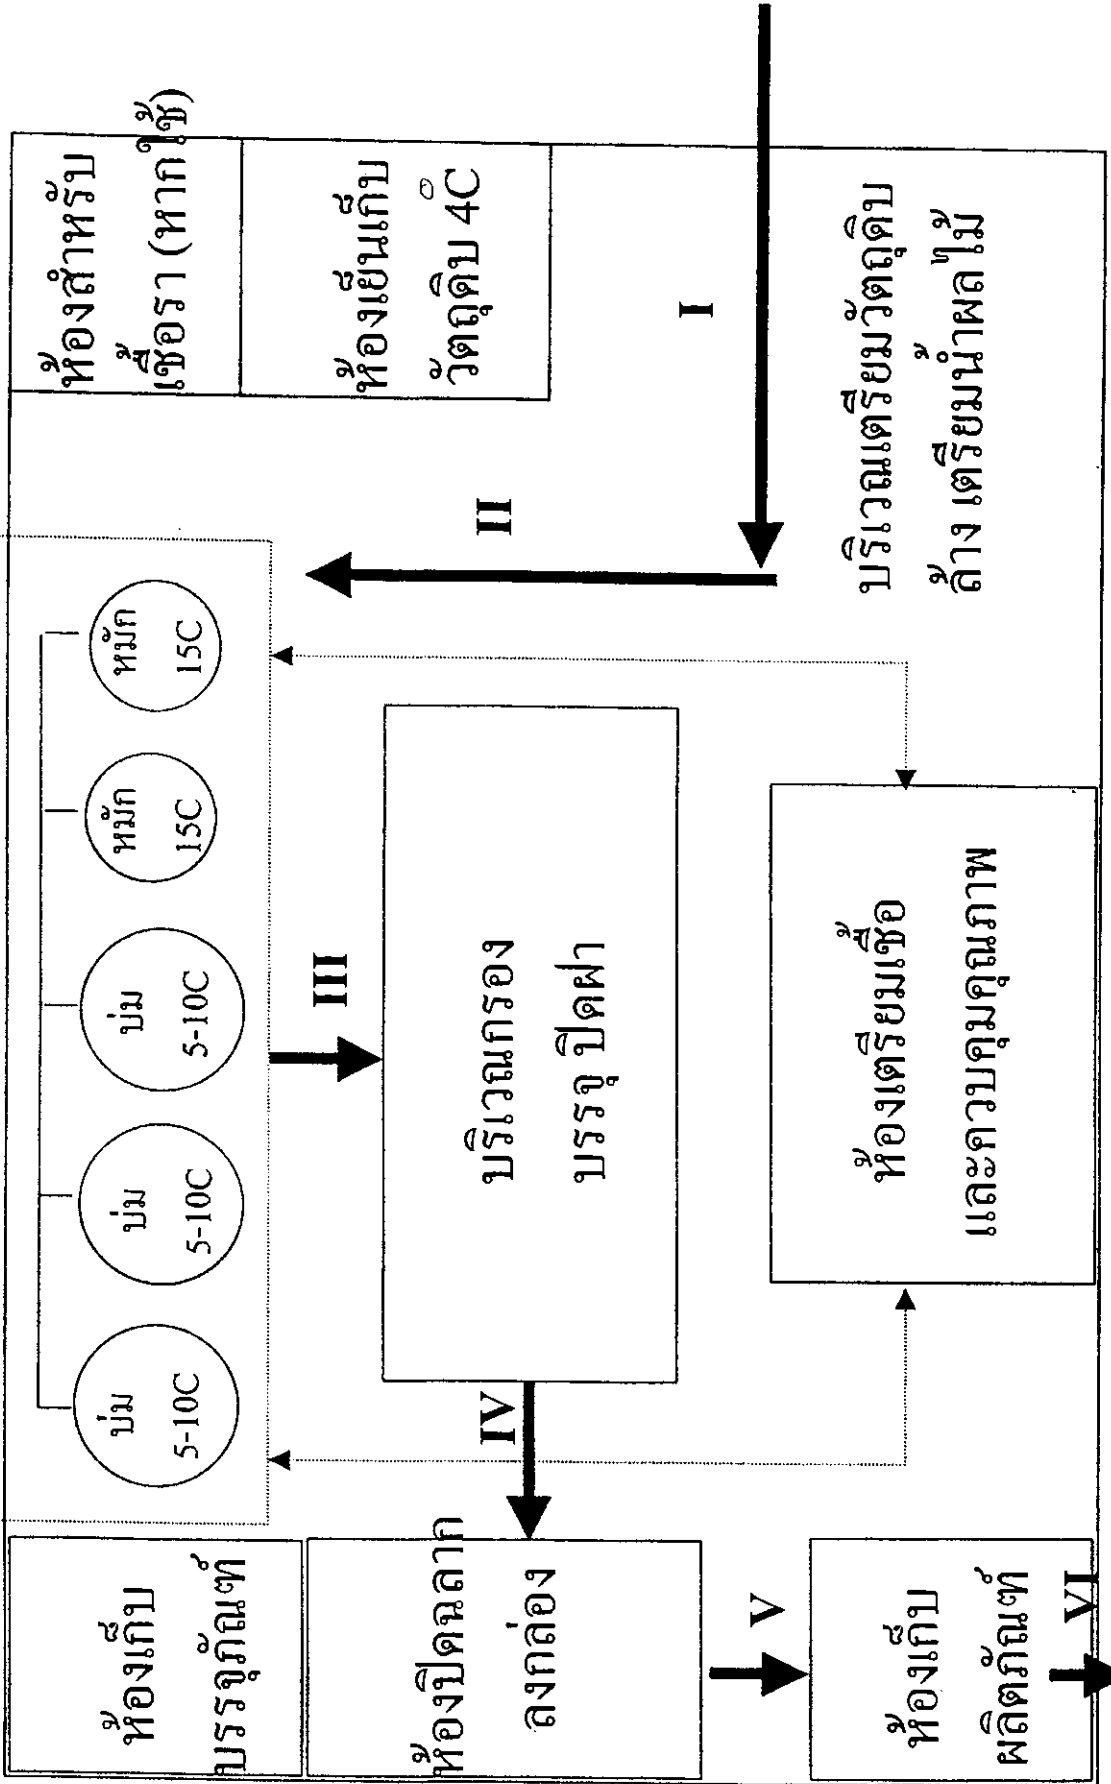 ห้องเก็บ
บรรจุภัณฑ์
บ่ม
5-10C
บ่ม
5-10C
บ่ม
5-10C
หมัก
15C
หมัก
15C
ห้องสำหรับ
เชื้อรา (หากใช้)
ห้องเย็นเก็บ
วัตถุดิบ 4C
III
II
ห้องปิดฉลาก
ลงกล่อง
IV
บริเวณกรอง
บรรจุ ปิดฝา
I
V
ห้องเก็บ
ผลิตภัณฑ์
VI
ห้องเตรียมเชื้อ
และควบคุมคุณภาพ
บริเวณเตรียมวัตถุดิบ
ล้าง เตรียมน้ำผลไม้